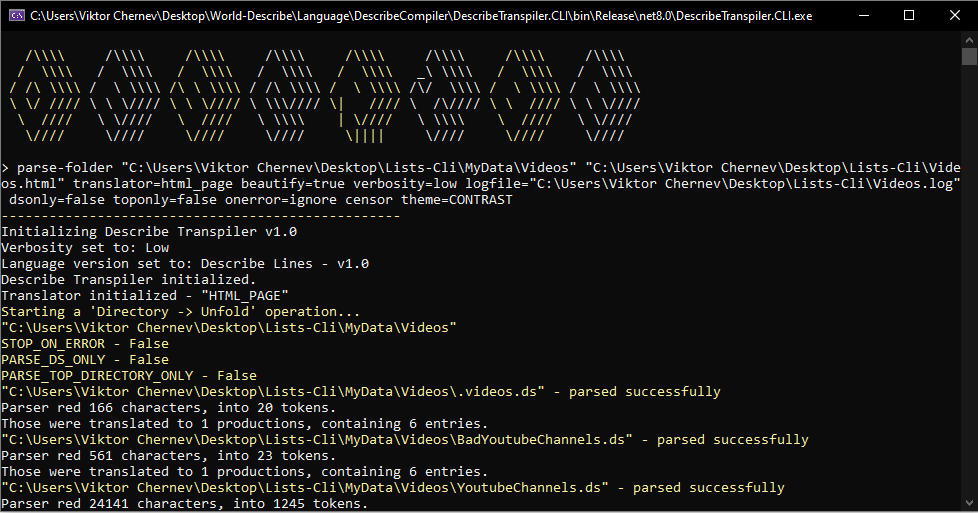 C:\Users\Viktor Chernev\Desktop\World-Describe\Language\DescribeCompiler\DescribeTranspiler.CLI\bin\Release\net8.0\DescribeTranspiler.CLI.exe
> parse-folder "C:\Users\Viktor Chernev\Desktop\Lists-Cli\MyData\Videos" "C:\Users\Viktor Chernev\Desktop\Lists-Cli\Vide
os.html" translator=html_page beautify=true verbosity=low logfile="C:\Users\Viktor Chernev\Desktop\Lists-Cli\Videos.log"
 dsonly=false toponly=false onerror=ignore censor theme=CONTRAST
--------------------------------------------------
Initializing Describe Transpiler v1.0
Verbosity set to: Low
Language version set to: Describe Lines - v1.0
Describe Transpiler initialized.
Translator initialized - "HTML_PAGE"
Starting a 'Directory -> Unfold' operation...
"C:\Users\Viktor Chernev\Desktop\Lists-Cli\MyData\Videos"
STOP_ON_ERROR - False
PARSE_DS_ONLY - False
PARSE_TOP_DIRECTORY_ONLY - False
"C:\Users\Viktor Chernev\Desktop\Lists-Cli\MyData\Videos\.videos.ds" - parsed successfully
Parser red 166 characters, into 20 tokens.
Those were translated to 1 productions, containing 6 entries.
"C:\Users\Viktor Chernev\Desktop\Lists-Cli\MyData\Videos\BadYoutubeChannels.ds" - parsed successfully
Parser red 561 characters, into 23 tokens.
Those were translated to 1 productions, containing 6 entries.
"C:\Users\Viktor Chernev\Desktop\Lists-Cli\MyData\Videos\YoutubeChannels.ds" - parsed successfully
Parser red 24141 characters, into 1245 tokens.